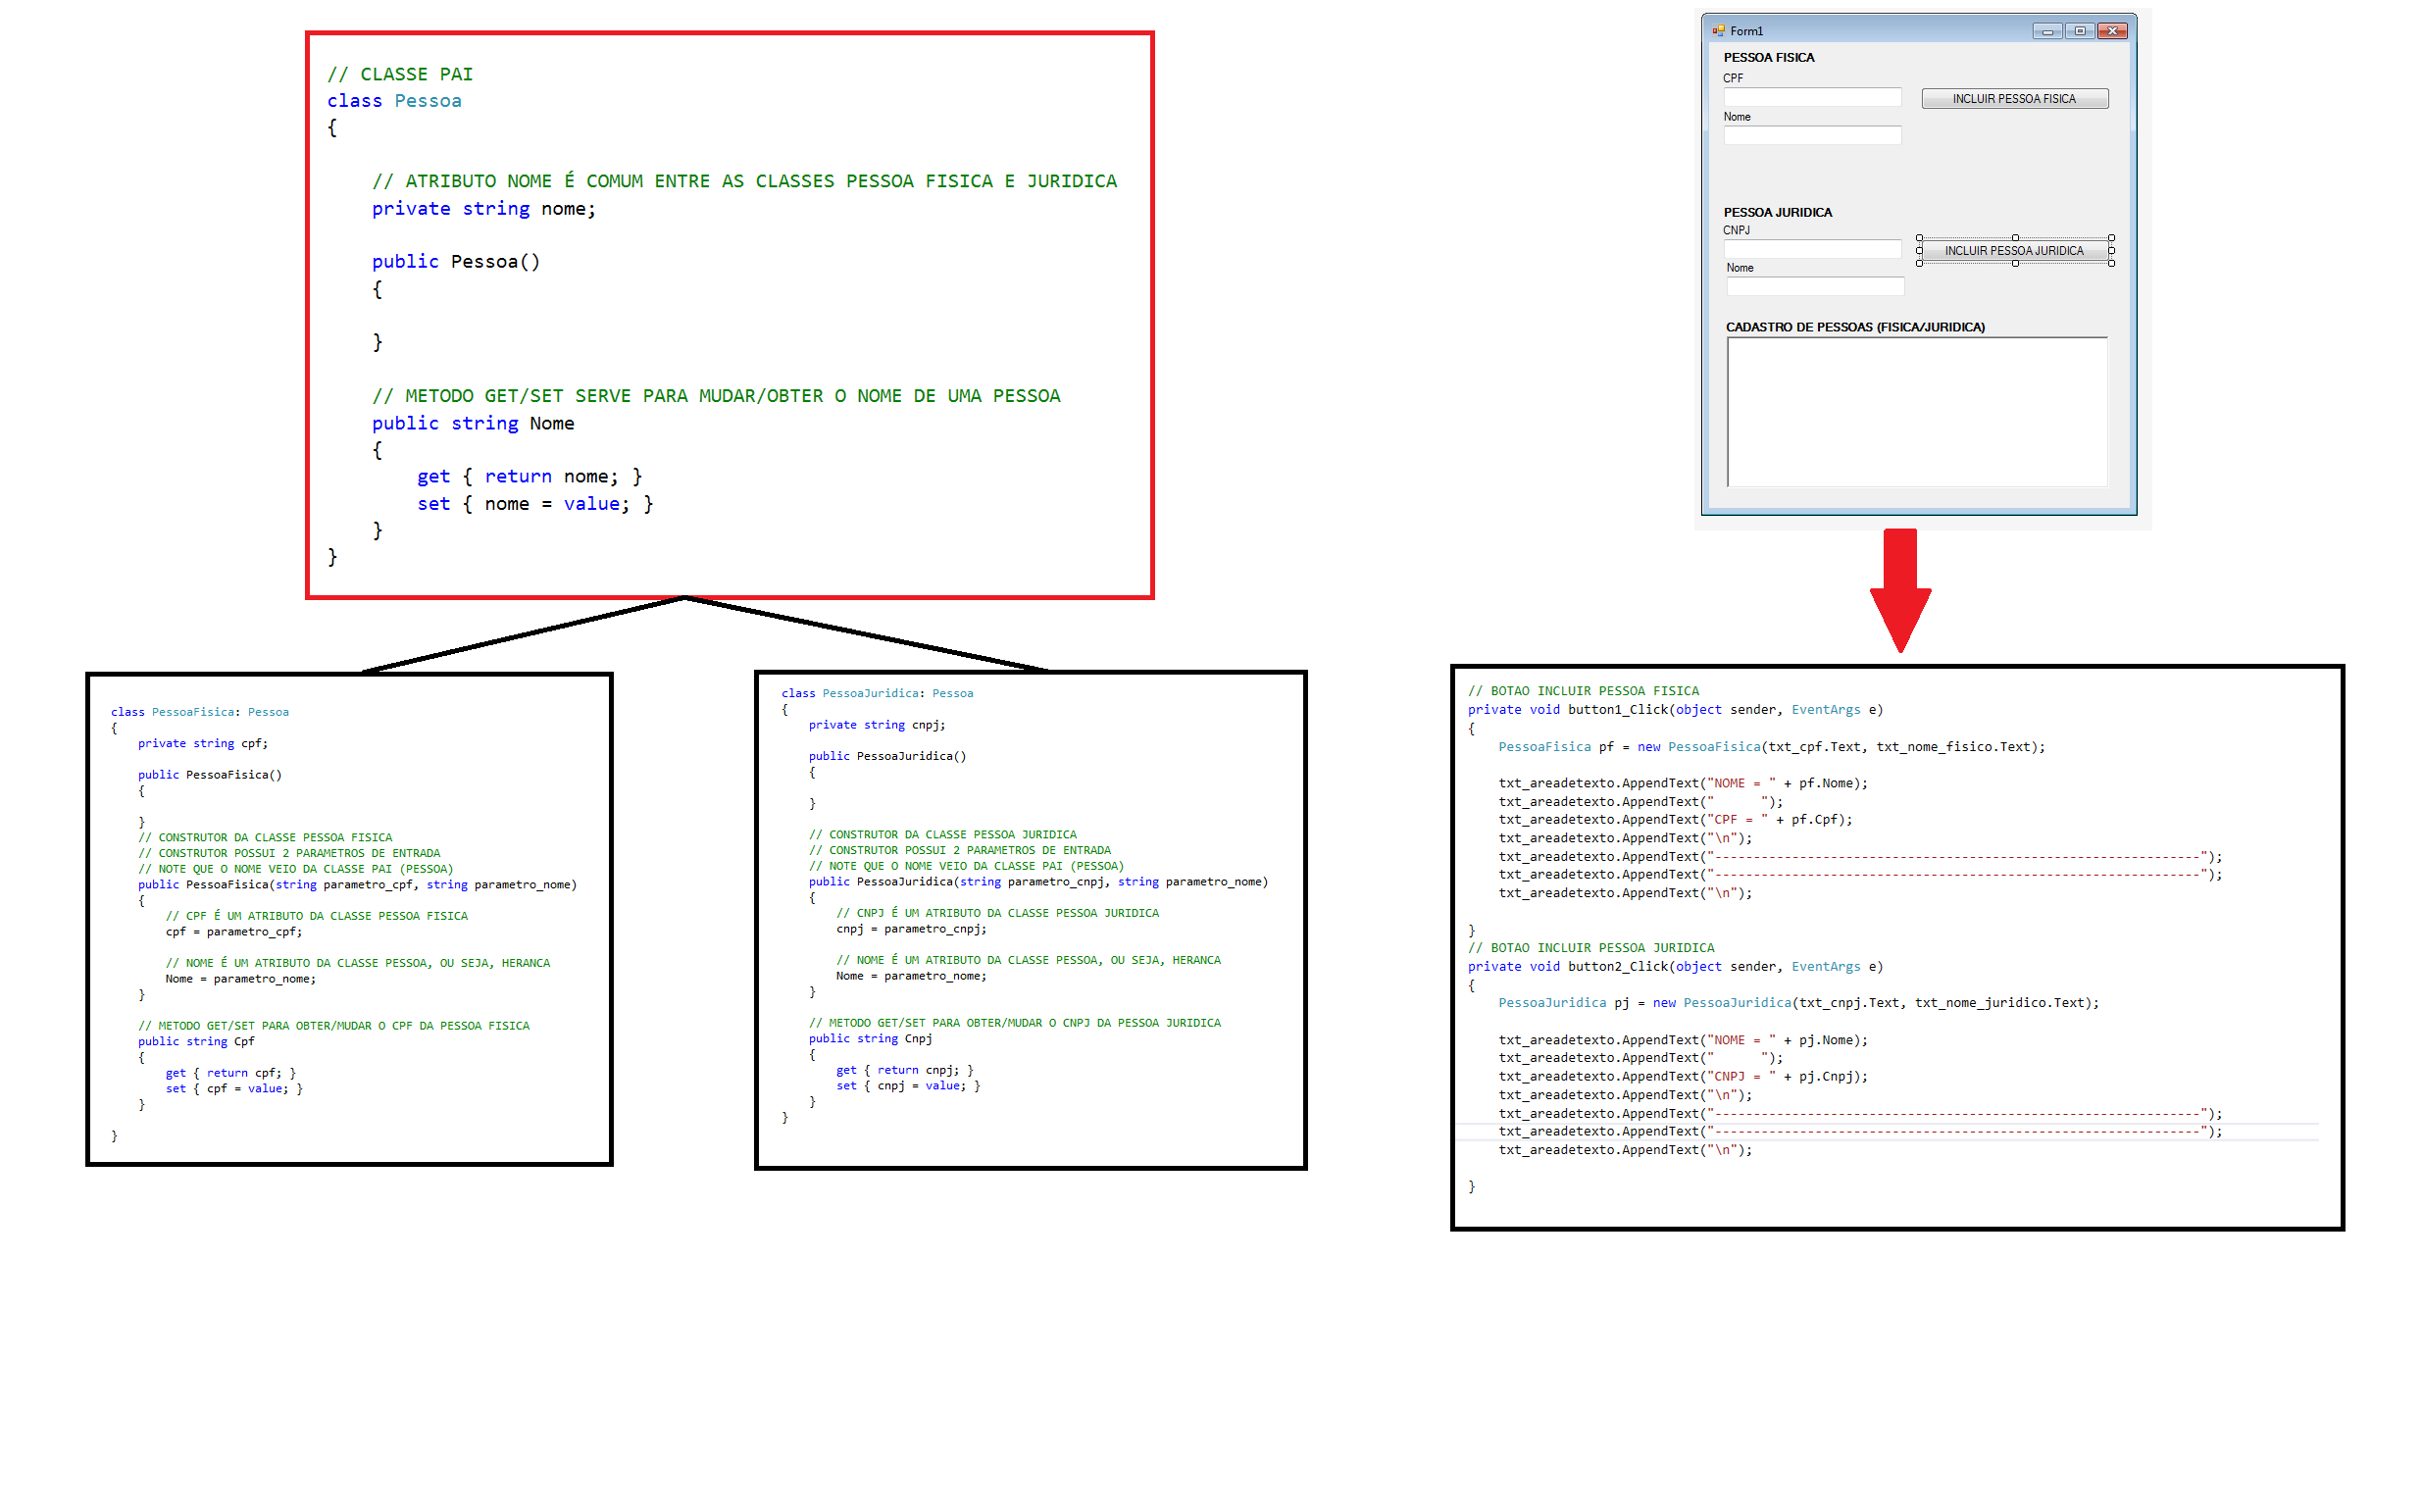 // CLASSE PAI
class Pessoa
{
// ATRIBUTO NOME É COMUM ENTRE AS CLASSES PESSOA FISICA E JURIDICA
private string nome;
public Pessoa()
{
}
// METODO GET/SET SERVE PARA MUDAR/OBTER O NOME DE UMA PESSOA
public string Nome
{
get { return nome; }
set { nome = value; }
}
}
Form1
PESSOA FISICA
CPF
INCLUIR PESSOA FISICA
Nome
PESSOA JURIDICA
CNPJ
INCLUIR PESSOA JURIDICA
Nome
CADASTRO DE PESSOAS (FISICA/JURIDICA)
class PessoaFisica: Pessoa
{
private string cpf;
public PessoaFisica()
{
}
// CONSTRUTOR DA CLASSE PESSOA FISICA
// CONSTRUTOR POSSUI 2 PARAMETROS DE ENTRADA
// NOTE QUE O NOME VEIO DA CLASSE PAI (PESSOA)
public PessoaFisica(string parametro_cpf, string parametro_nome)
{
// CPF É UM ATRIBUTO DA CLASSE PESSOA FISICA
cpf = parametro_cpf;
// NOME É UM ATRIBUTO DA CLASSE PESSOA, OU SEJA, HERANCA
Nome = parametro_nome;
}
// METODO GET/SET PARA OBTER/MUDAR O CPF DA PESSOA FISICA
public string Cpf
{
get { return cpf; }
set { cpf = value; }
}
}
class PessoaJuridica: Pessoa
{
private string cnpj;
public PessoaJuridica()
{
}
// CONSTRUTOR DA CLASSE PESSOA JURIDICA
// CONSTRUTOR POSSUI 2 PARAMETROS DE ENTRADA
// NOTE QUE O NOME VEIO DA CLASSE PAI (PESSOA)
public PessoaJuridica(string parametro_cnpj, string parametro_nome)
{
// CNPJ É UM ATRIBUTO DA CLASSE PESSOA JURIDICA
cnpj = parametro_cnpj;
// NOME É UM ATRIBUTO DA CLASSE PESSOA, OU SEJA, HERANCA
Nome = parametro_nome;
}
// METODO GET/SET PARA OBTER/MUDAR O CNPJ DA PESSOA JURIDICA
public string Cnpj
{
get { return cnpj; }
set { cnpj = value; }
}
}
// BOTAO INCLUIR PESSOA FISICA
private void button1_Click(object sender, EventArgs e)
{
PessoaFisica pf = new PessoaFisica(txt_cpf.Text, txt_nome_fisico.Text);
txt_areadetexto.AppendText("NOME = " + pf.Nome);
txt_areadetexto.AppendText("      ");
txt_areadetexto.AppendText("CPF = " + pf.Cpf);
txt_areadetexto.AppendText("\n");
txt_areadetexto.AppendText("---------------------------------------------------------------");
txt_areadetexto.AppendText("---------------------------------------------------------------");
txt_areadetexto.AppendText("\n");
}
// BOTAO INCLUIR PESSOA JURIDICA
private void button2_Click(object sender, EventArgs e)
{
PessoaJuridica pj = new PessoaJuridica(txt_cnpj.Text, txt_nome_juridico.Text);
txt_areadetexto.AppendText("NOME = " + pj.Nome);
txt_areadetexto.AppendText("      ");
txt_areadetexto.AppendText("CNPJ = " + pj.Cnpj);
txt_areadetexto.AppendText("\n");
txt_areadetexto.AppendText("---------------------------------------------------------------");
txt_areadetexto.AppendText("---------------------------------------------------------------");
txt_areadetexto.AppendText("\n");
}